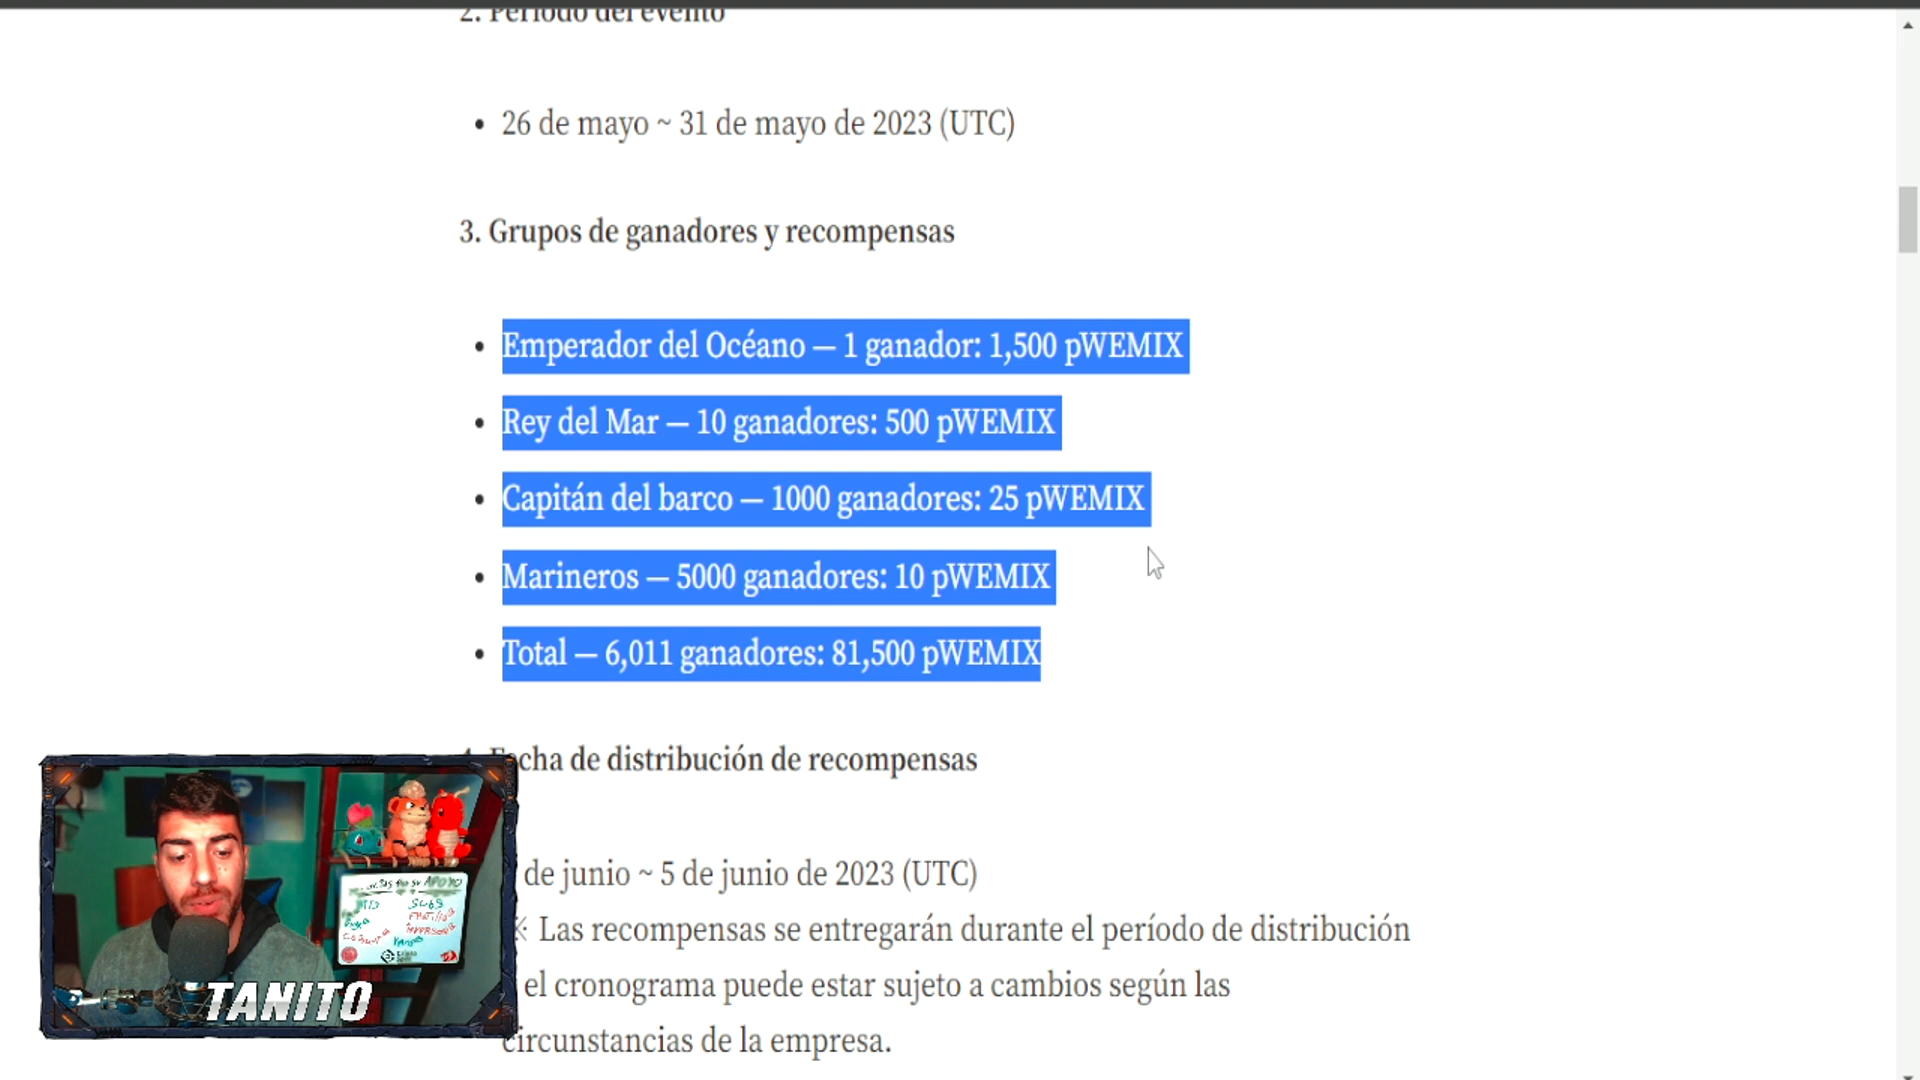 2. Período del evento
• 26 de mayo ~ 31 de mayo de 2023 (UTC)
3. Grupos de ganadores y recompensas
• Emperador del Océano — 1 ganador: 1,500 pWEMIX
• Rey del Mar — 10 ganadores: 500 pWEMIX
• Capitán del barco — 1000 ganadores: 25 pWEMIX
• Marineros — 5000 ganadores: 10 pWEMIX
• Total — 6,011 ganadores: 81,500 pWEMIX
Fecha de distribución de recompensas
de junio ~ 5 de junio de 2023 (UTC)
※ Las recompensas se entregarán durante el período de distribución
el cronograma puede estar sujeto a cambios según las
circunstancias de la empresa.
APOYO
SUBS
TANITO